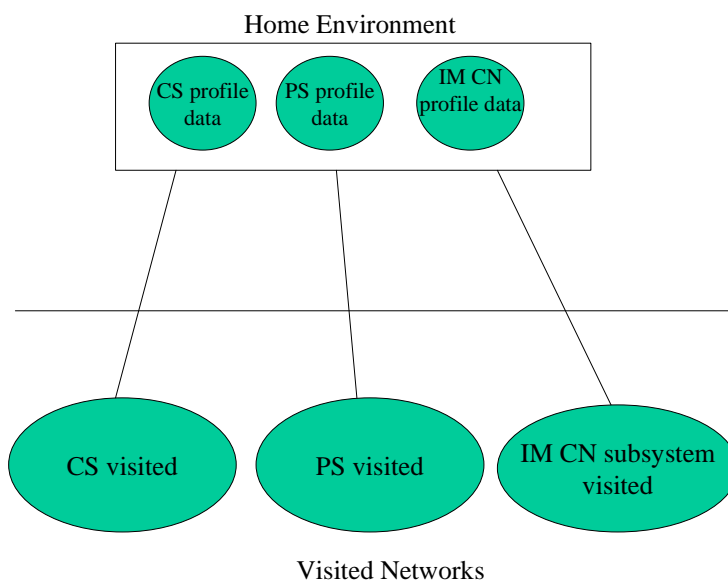 Home Environment
CS profile
data
PS profile
data
IM CN
profile data
CS visited
PS visited
IM CN subsystem
visited
Visited Networks